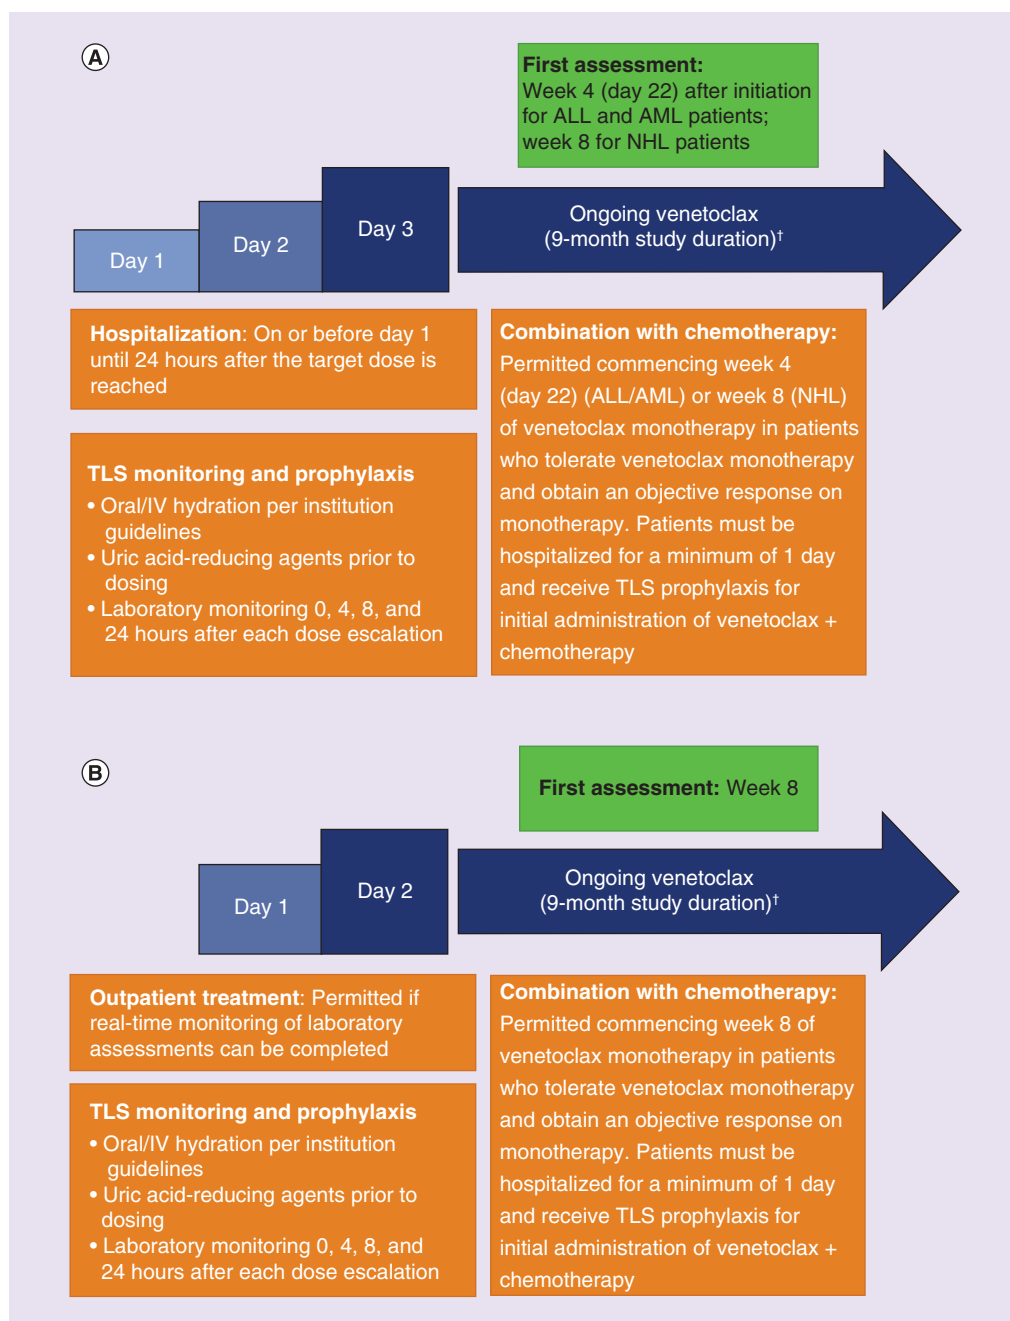 A
First assessment:
Week 4 (day 22) after initiation
for ALL and AML patients;
week 8 for NHL patients
Day 1
Day 2
Day 3
Ongoing venetoclax
(9-month study duration)†
Hospitalization: On or before day 1
until 24 hours after the target dose is
reached
TLS monitoring and prophylaxis
• Oral/IV hydration per institution
guidelines
• Uric acid-reducing agents prior to
dosing
• Laboratory monitoring 0, 4, 8, and
24 hours after each dose escalation
Combination with chemotherapy:
Permitted commencing week 4
(day 22) (ALL/AML) or week 8 (NHL)
of venetoclax monotherapy in patients
who tolerate venetoclax monotherapy
and obtain an objective response on
monotherapy. Patients must be
hospitalized for a minimum of 1 day
and receive TLS prophylaxis for
initial administration of venetoclax +
chemotherapy
B
First assessment: Week 8
Day 1
Day 2
Ongoing venetoclax
(9-month study duration)†
Outpatient treatment: Permitted if
real-time monitoring of laboratory
assessments can be completed
TLS monitoring and prophylaxis
• Oral/IV hydration per institution
guidelines
• Uric acid-reducing agents prior to
dosing
• Laboratory monitoring 0, 4, 8, and
24 hours after each dose escalation
Combination with chemotherapy:
Permitted commencing week 8 of
venetoclax monotherapy in patients
who tolerate venetoclax monotherapy
and obtain an objective response on
monotherapy. Patients must be
hospitalized for a minimum of 1 day
and receive TLS prophylaxis for
initial administration of venetoclax +
chemotherapy